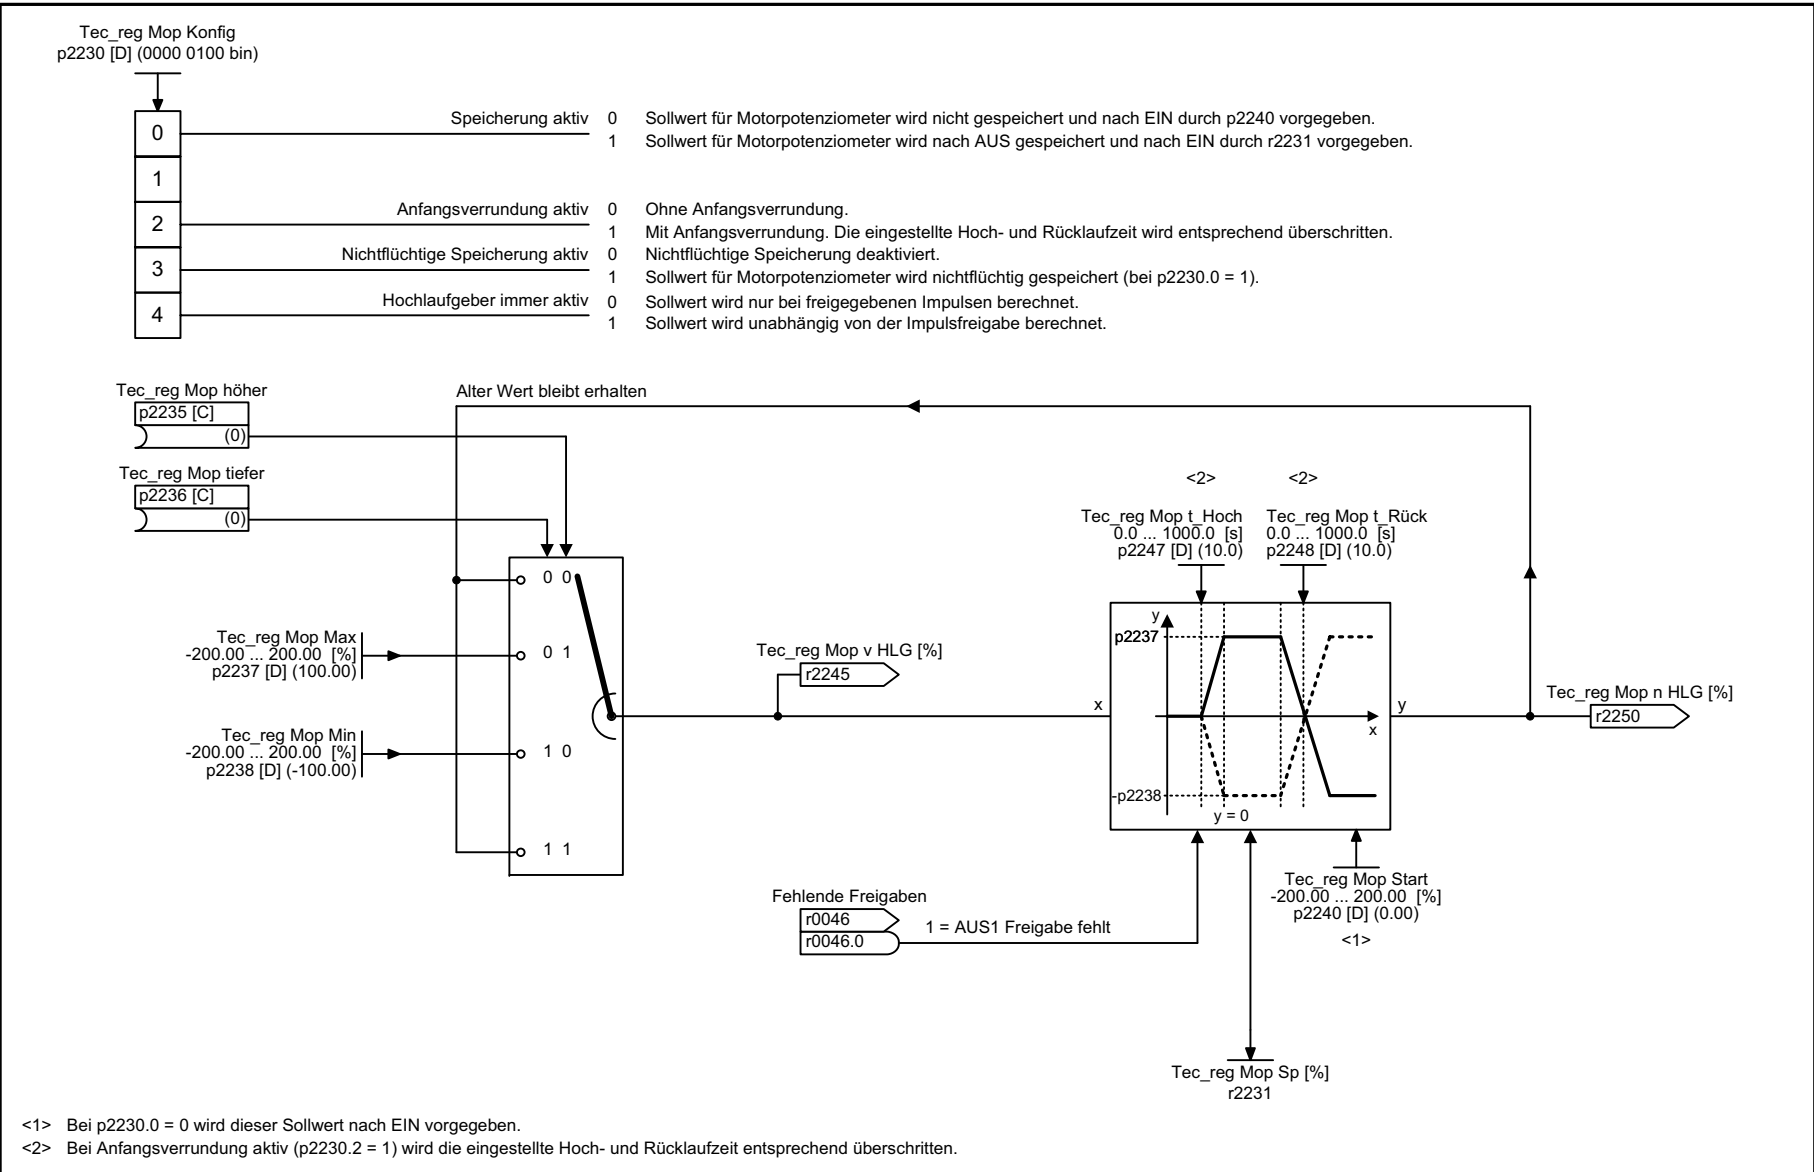 Tec_reg Mop Konfig
p2230 [D] (0000 0100 bin)
0
1
2
3
4
Speicherung aktiv 0 Sollwert für Motorpotenziometer wird nicht gespeichert und nach EIN durch p2240 vorgegeben.
1 Sollwert für Motorpotenziometer wird nach AUS gespeichert und nach EIN durch r2231 vorgegeben.
Anfangsverrundung aktiv 0 Ohne Anfangsverrundung.
1 Mit Anfangsverrundung. Die eingestellte Hoch- und Rücklaufzeit wird entsprechend überschritten.
Nichtflüchtige Speicherung aktiv 0 Nichtflüchtige Speicherung deaktiviert.
1 Sollwert für Motorpotenziometer wird nichtflüchtig gespeichert (bei p2230.0 = 1).
Hochlaufgeber immer aktiv 0 Sollwert wird nur bei freigegebenen Impulsen berechnet.
1 Sollwert wird unabhängig von der Impulsfreigabe berechnet.
Tec_reg Mop höher
p2235 [C]
(0)
Alter Wert bleibt erhalten
Tec_reg Mop tiefer
p2236 [C]
(0)
0 0
0 1
1 0
1 1
Tec_reg Mop Max
-200.00 ... 200.00 [%]
p2237 [D] (100.00)
Tec_reg Mop Min
-200.00 ... 200.00 [%]
p2238 [D] (-100.00)
Tec_reg Mop v HLG [%]
r2245
<2>
<2>
Tec_reg Mop t_Hoch
0.0 ... 1000.0 [s]
p2247 [D] (10.0)
Tec_reg Mop t_Rück
0.0 ... 1000.0 [s]
p2248 [D] (10.0)
x
y
p2237
-p2238
x
y = 0
y
Tec_reg Mop n HLG [%]
r2250
Fehlende Freigaben
r0046
r0046.0
1 = AUS1 Freigabe fehlt
Tec_reg Mop Start
-200.00 ... 200.00 [%]
p2240 [D] (0.00)
<1>
Tec_reg Mop Sp [%]
r2231
<1> Bei p2230.0 = 0 wird dieser Sollwert nach EIN vorgegeben.
<2> Bei Anfangsverrundung aktiv (p2230.2 = 1) wird die eingestellte Hoch- und Rücklaufzeit entsprechend überschritten.